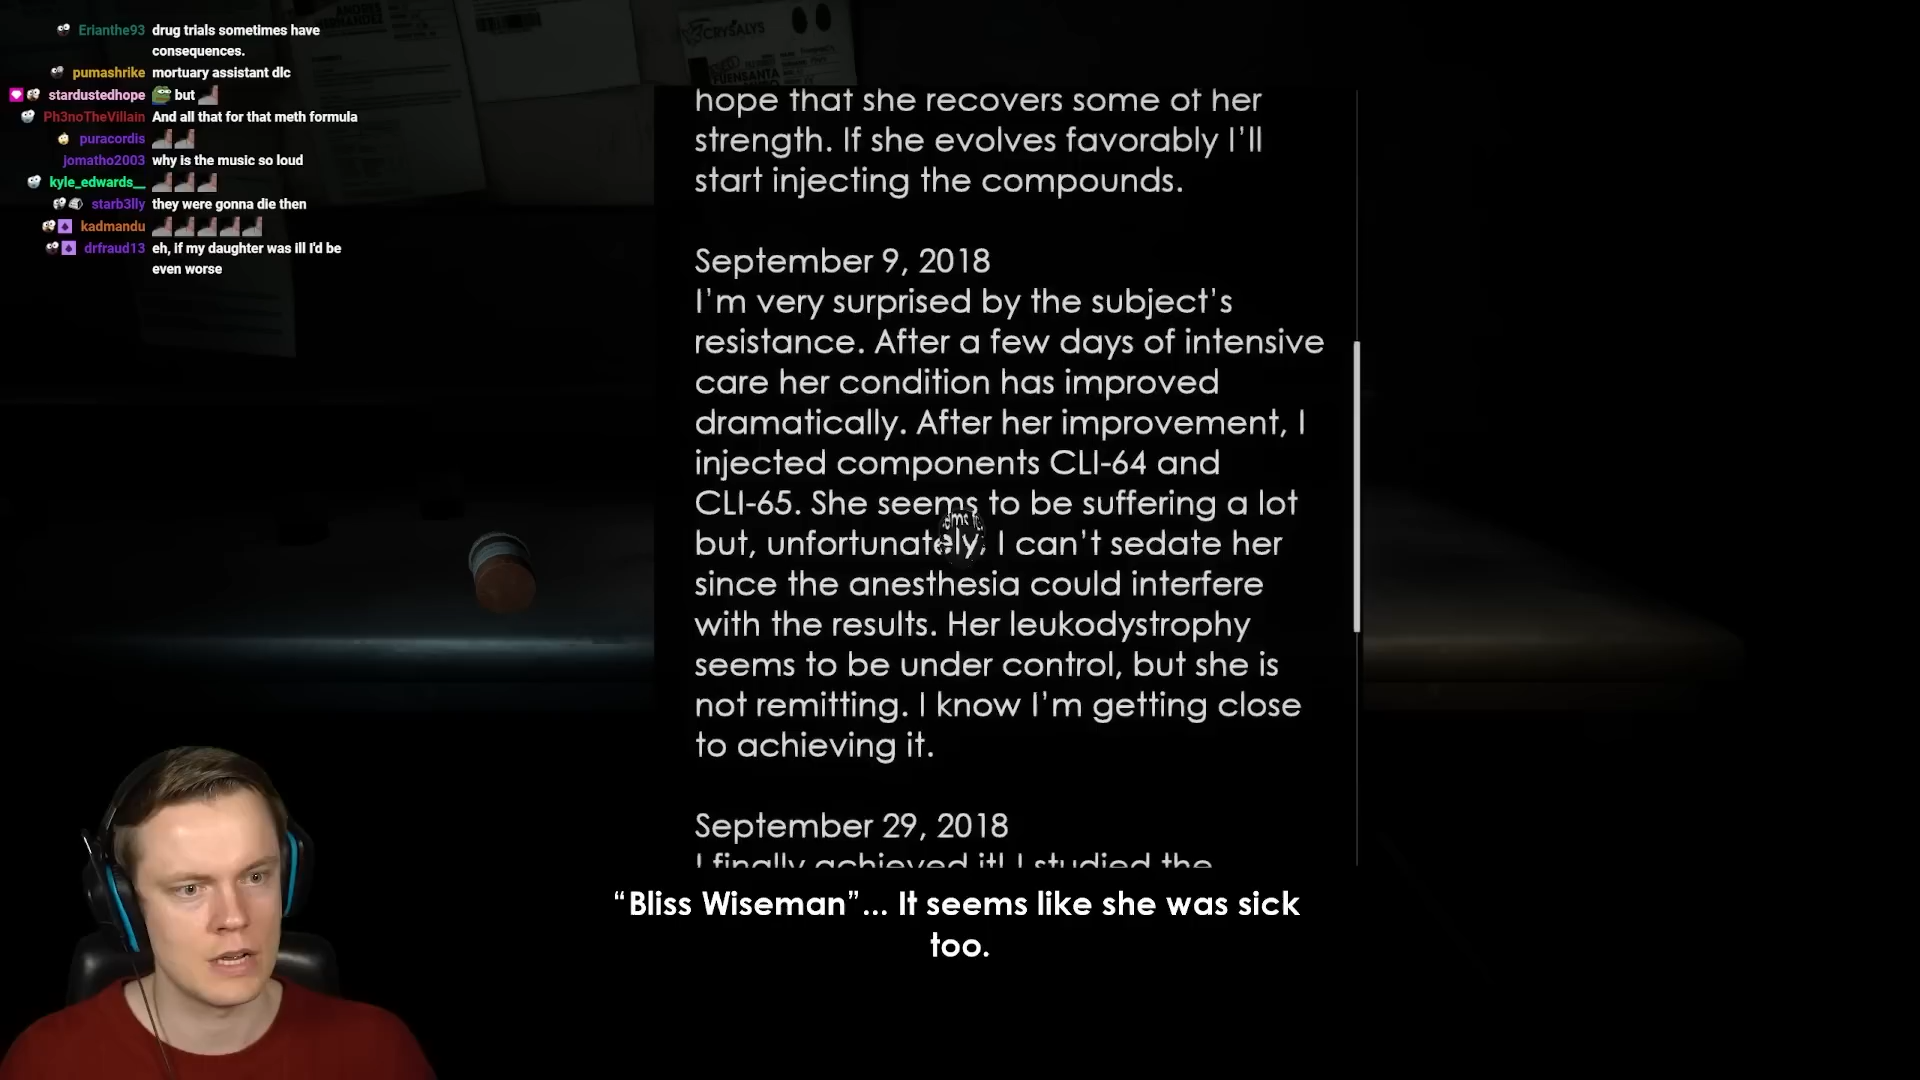 Erianthe93 drug trials sometimes have
consequences.
pumashrike mortuary assistant dlc
stardustedhope but
Ph3noTheVillain And all that for that meth formula
puracordis
jomatho2003 why is the music so loud
kyle_edwards__
starb3lly they were gonna die then
kadmandu
drfraud13 eh, if my daughter was ill I'd be
even worse
ANDRES
HERNANDEZ
CRYSALYS
FUENSANTA
hope that she recovers some of her
strength. If she evolves favorably I'll
start injecting the compounds.
September 9, 2018
I'm very surprised by the subject's
resistance. After a few days of intensive
care her condition has improved
dramatically. After her improvement, I
injected components CLI-64 and
CLI-65. She seems to be suffering a lot
but, unfortunately, I can't sedate her
since the anesthesia could interfere
with the results. Her leukodystrophy
seems to be under control, but she is
not remitting. I know I'm getting close
to achieving it.
September 29, 2018
I finally achieved it! I studied the
“Bliss Wiseman”... It seems like she was sick
too.